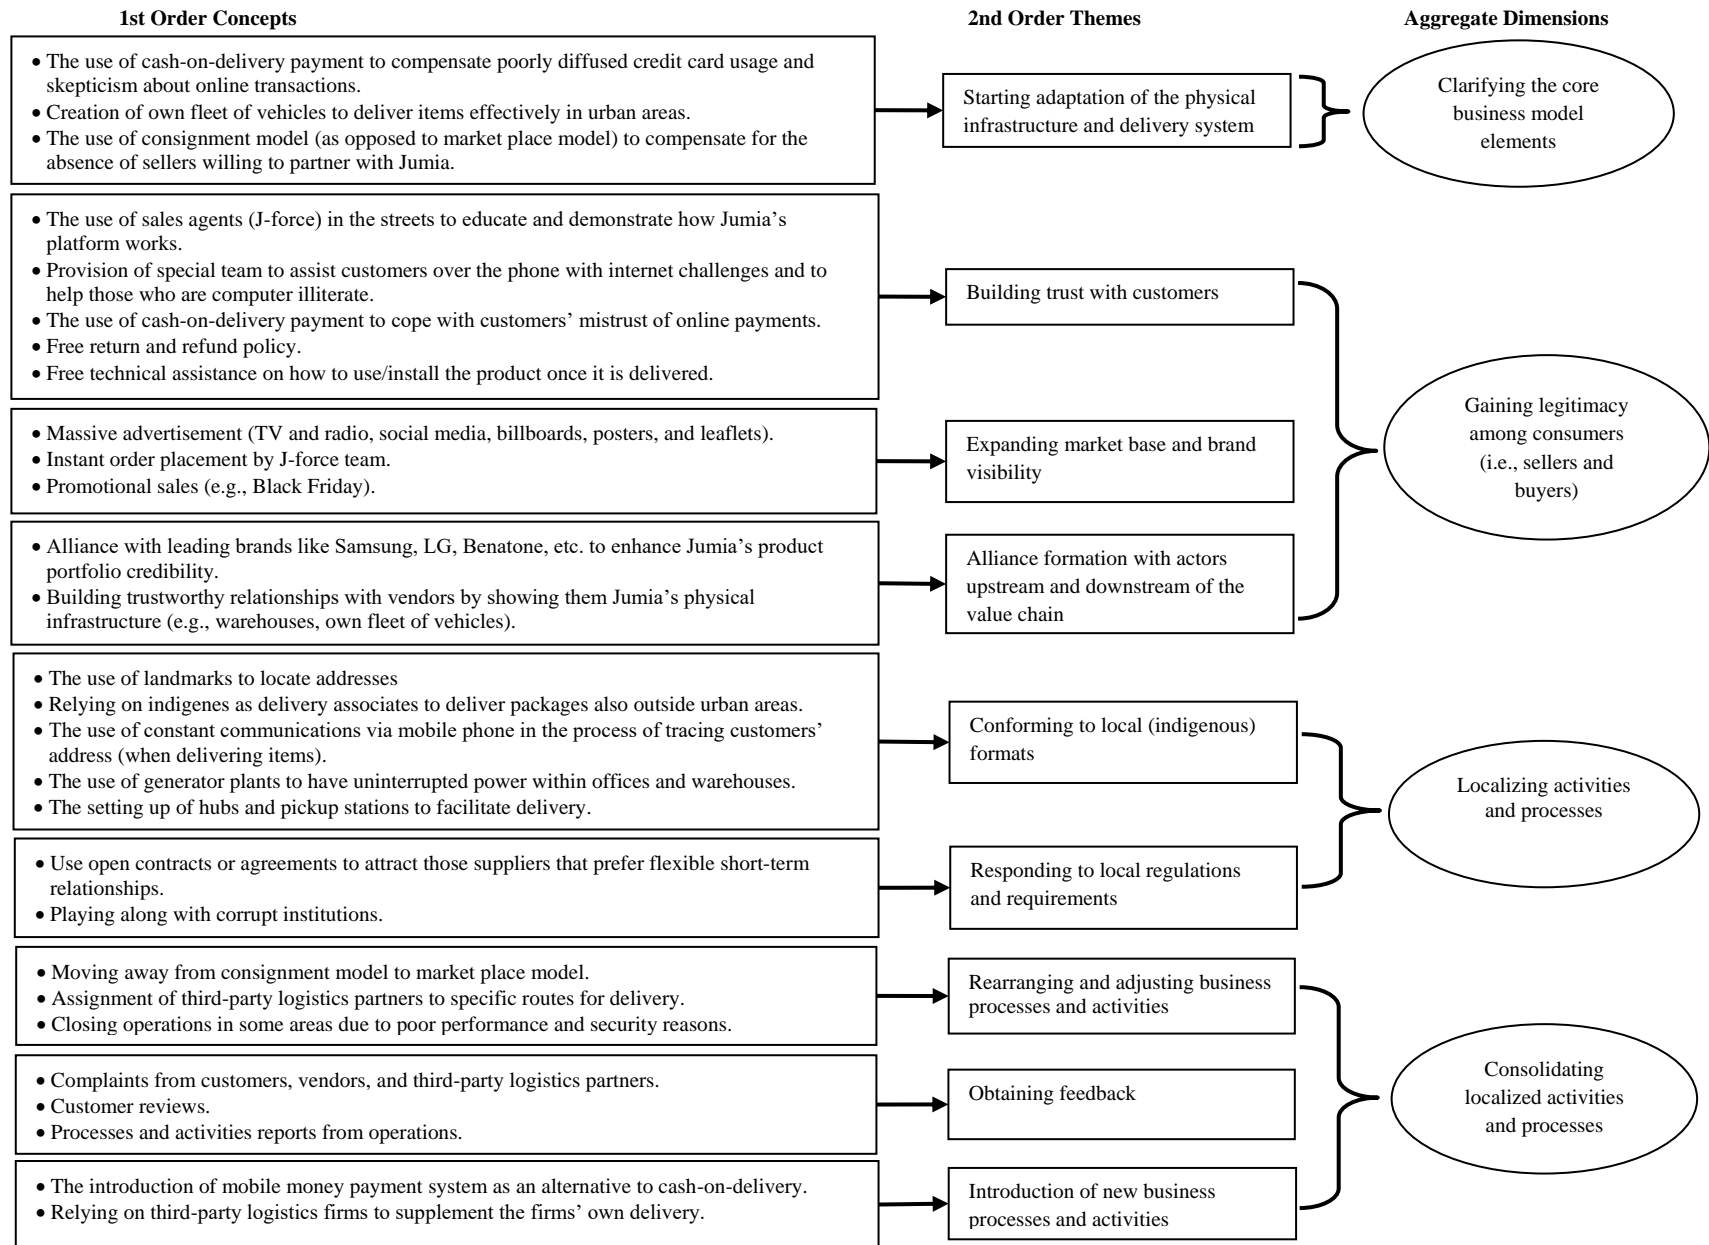 1st Order Concepts
2nd Order Themes
Aggregate Dimensions
• The use of cash-on-delivery payment to compensate poorly diffused credit card usage and
skepticism about online transactions.
• Creation of own fleet of vehicles to deliver items effectively in urban areas.
• The use of consignment model (as opposed to market place model) to compensate for the
absence of sellers willing to partner with Jumia.
Starting adaptation of the physical
infrastructure and delivery system
Clarifying the core
business model
elements
• The use of sales agents (J-force) in the streets to educate and demonstrate how Jumia's
platform works.
• Provision of special team to assist customers over the phone with internet challenges and to
help those who are computer illiterate.
• The use of cash-on-delivery payment to cope with customers' mistrust of online payments.
• Free return and refund policy.
• Free technical assistance on how to use/install the product once it is delivered.
Building trust with customers
• Massive advertisement (TV and radio, social media, billboards, posters, and leaflets).
• Instant order placement by J-force team.
• Promotional sales (e.g., Black Friday).
Expanding market base and brand
visibility
• Alliance with leading brands like Samsung, LG, Benatone, etc. to enhance Jumia's product
portfolio credibility.
• Building trustworthy relationships with vendors by showing them Jumia's physical
infrastructure (e.g., warehouses, own fleet of vehicles).
Alliance formation with actors
upstream and downstream of the
value chain
Gaining legitimacy
among consumers
(i.e., sellers and
buyers)
• The use of landmarks to locate addresses
• Relying on indigenes as delivery associates to deliver packages also outside urban areas.
• The use of constant communications via mobile phone in the process of tracing customers'
address (when delivering items).
• The use of generator plants to have uninterrupted power within offices and warehouses.
• The setting up of hubs and pickup stations to facilitate delivery.
Conforming to local (indigenous)
formats
• Use open contracts or agreements to attract those suppliers that prefer flexible short-term
relationships.
• Playing along with corrupt institutions.
Responding to local regulations
and requirements
Localizing activities
and processes
• Moving away from consignment model to market place model.
• Assignment of third-party logistics partners to specific routes for delivery.
• Closing operations in some areas due to poor performance and security reasons.
Rearranging and adjusting business
processes and activities
• Complaints from customers, vendors, and third-party logistics partners.
• Customer reviews.
• Processes and activities reports from operations.
Obtaining feedback
• The introduction of mobile money payment system as an alternative to cash-on-delivery.
• Relying on third-party logistics firms to supplement the firms' own delivery.
Introduction of new business
processes and activities
Consolidating
localized activities
and processes